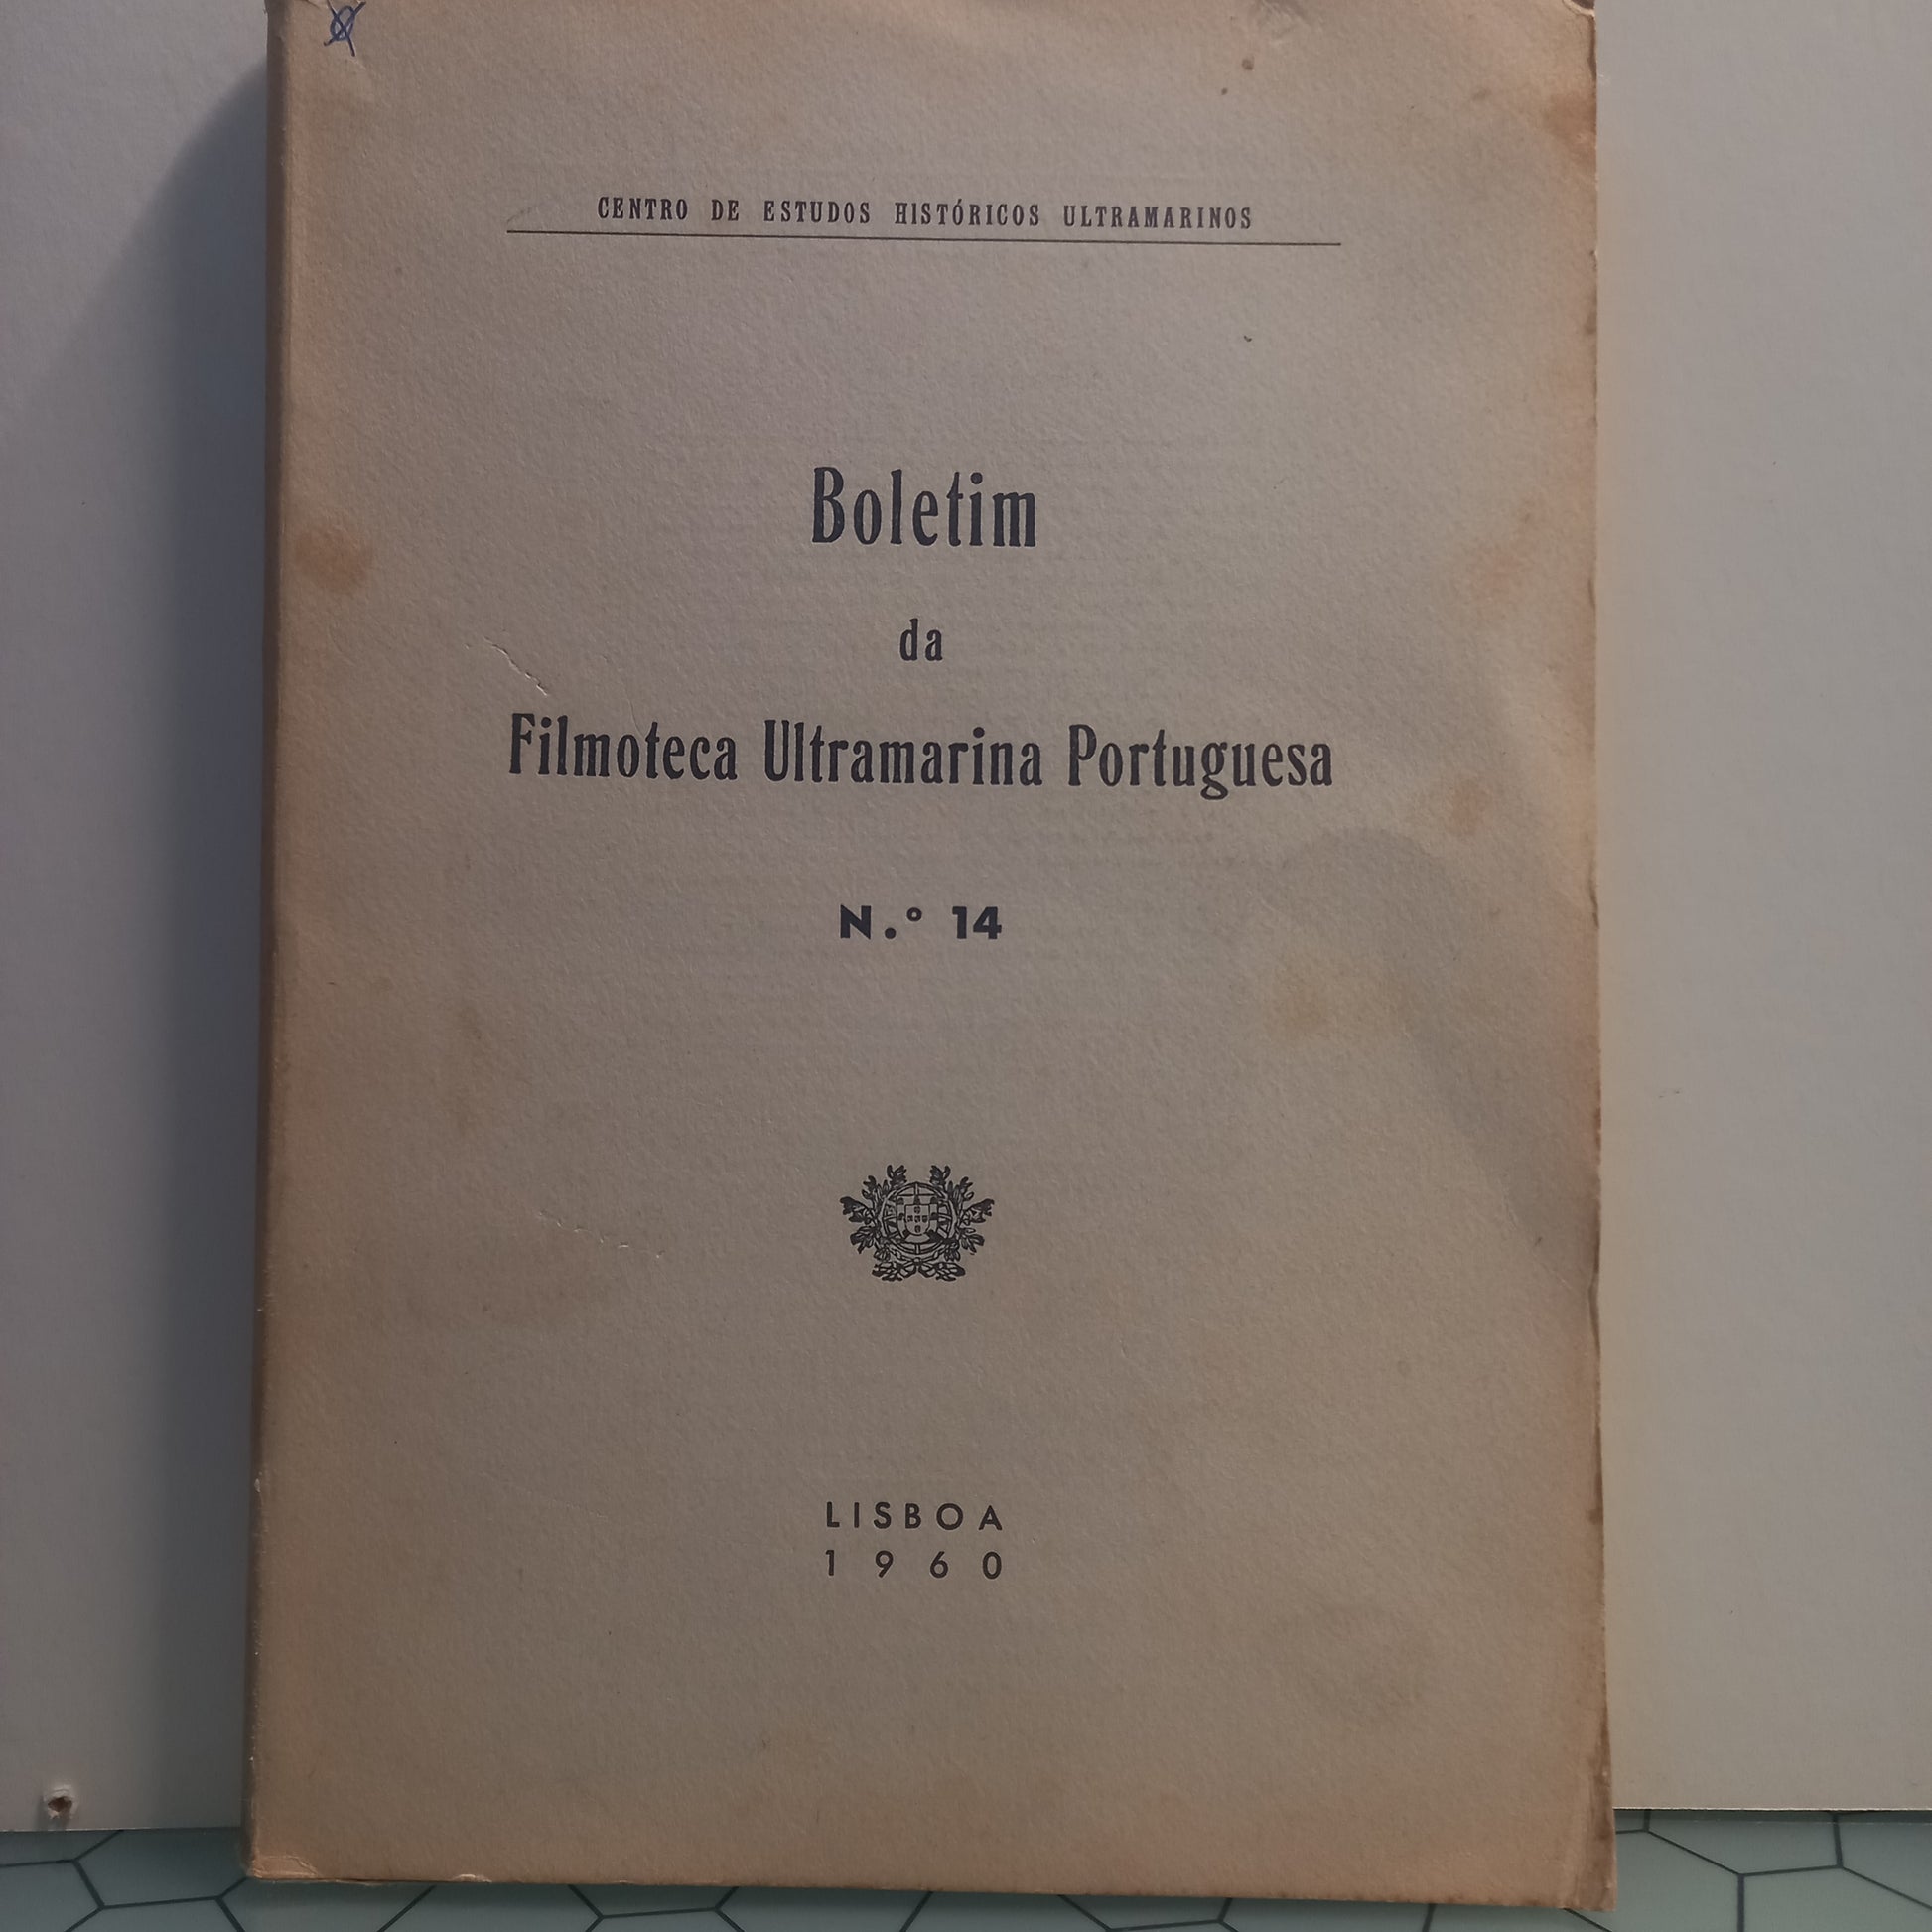 CENTRO DE ESTUDOS HISTÓRICOS ULTRAMARINOS
Boletim
da
Filmoteca Ultramarina Portuguesa
N.º 14
LISBOA
1960